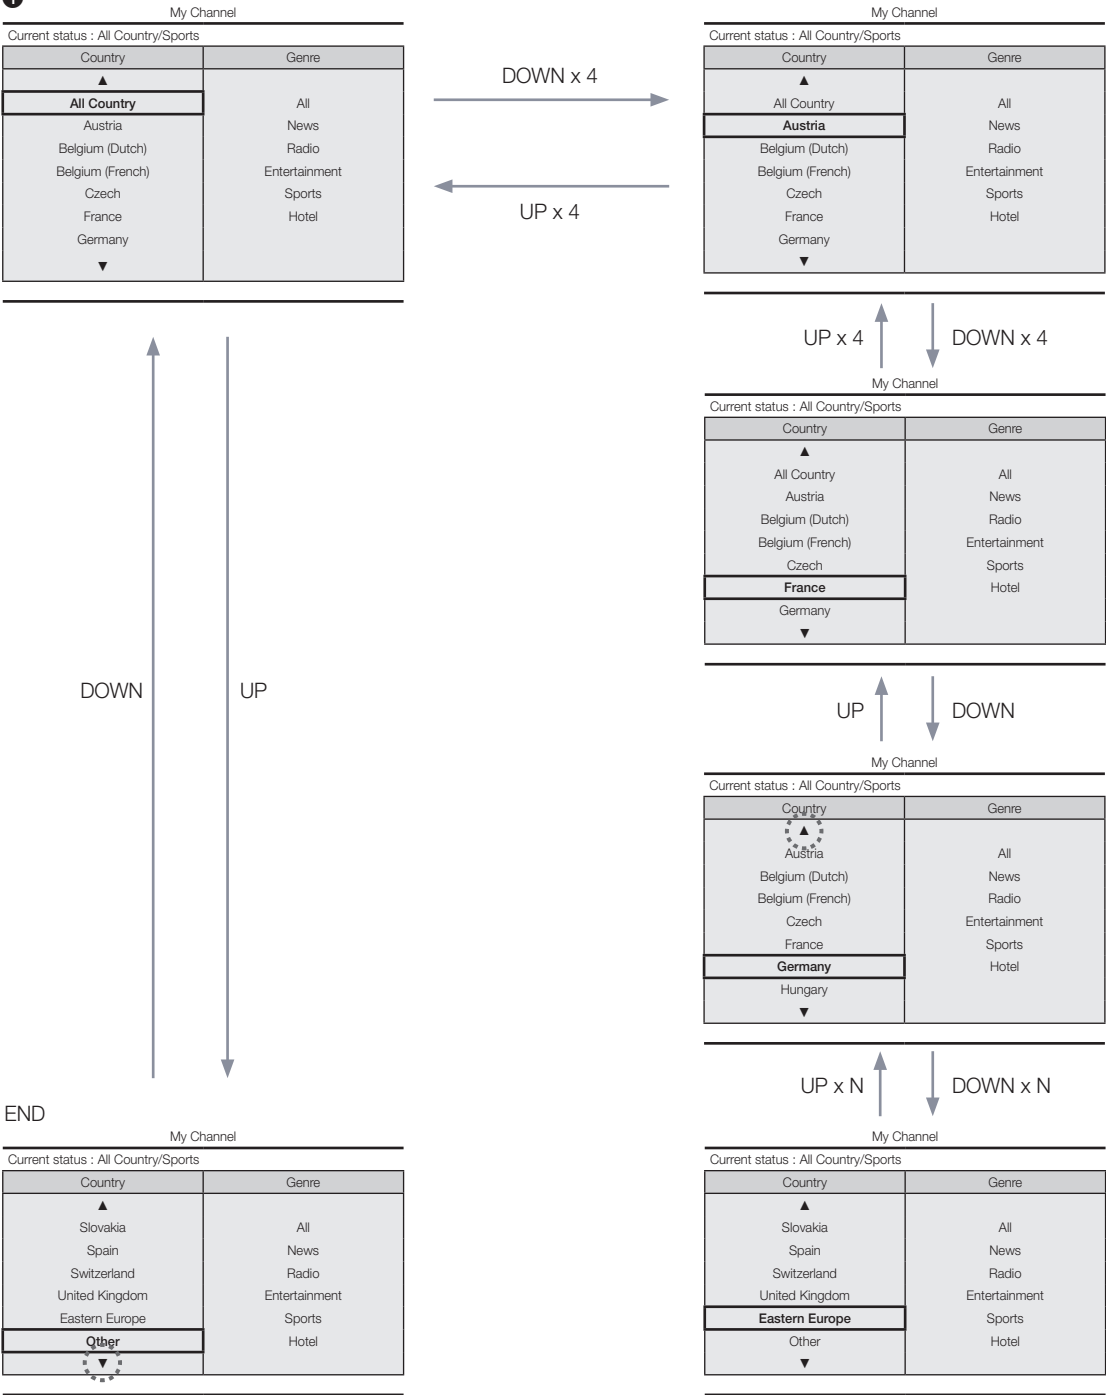 1
My Channel
Current status : All Country/Sports
Country Genre
▲
All Country All
Austria News
Belgium (Dutch) Radio
Belgium (French) Entertainment
Czech Sports
France Hotel
Germany
▼
DOWN x 4
UP x 4
My Channel
Current status : All Country/Sports
Country Genre
▲
All Country All
Austria News
Belgium (Dutch) Radio
Belgium (French) Entertainment
Czech Sports
France Hotel
Germany
▼
UP x 4 DOWN x 4
My Channel
Current status : All Country/Sports
Country Genre
▲
All Country All
Austria News
Belgium (Dutch) Radio
Belgium (French) Entertainment
Czech Sports
France Hotel
Germany
▼
UP DOWN
My Channel
Current status : All Country/Sports
Country Genre
▲
Austria All
Belgium (Dutch) News
Belgium (French) Radio
Czech Entertainment
France Sports
Germany Hotel
Hungary
▼
UP x N DOWN x N
My Channel
Current status : All Country/Sports
Country Genre
▲
Slovakia All
Spain News
Switzerland Radio
United Kingdom Entertainment
Eastern Europe Sports
Other Hotel
▼
DOWN UP
END
My Channel
Current status : All Country/Sports
Country Genre
▲
Slovakia All
Spain News
Switzerland Radio
United Kingdom Entertainment
Eastern Europe Sports
Other Hotel
▼